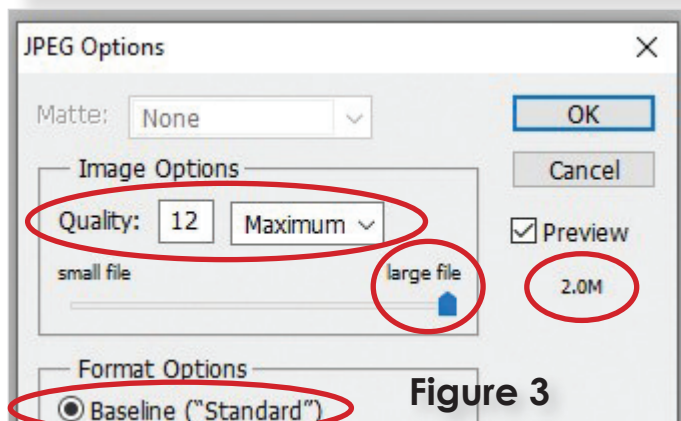 JPEG Options
Matte: None
OK
Image Options
Cancel
Quality: 12 Maximum
Preview
small file large file
2.0M
Format Options
Figure 3
Baseline ("Standard")